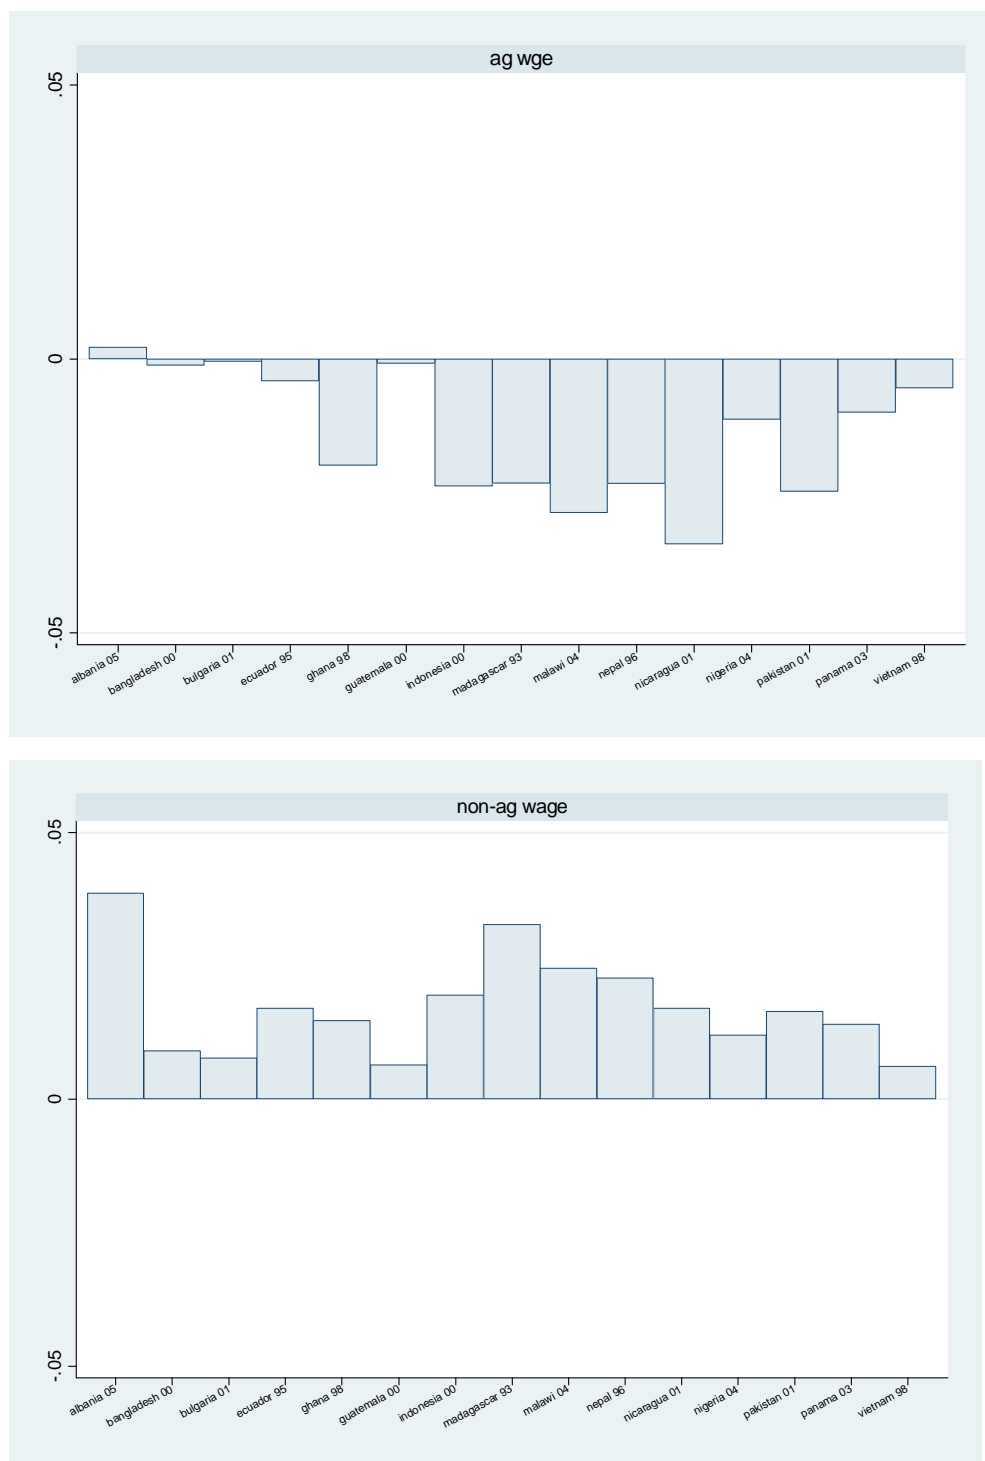 ag wge
.05
0
-.05
albania 05
bangladesh 00
bulgaria 01
ecuador 95
ghana 98
guatemala 00
indonesia 00
madagascar 93
malawi 04
nepal 96
nicaragua 01
nigeria 04
pakistan 01
panama 03
vietnam 98
non-ag wage
.05
0
-.05
albania 05
bangladesh 00
bulgaria 01
ecuador 95
ghana 98
guatemala 00
indonesia 00
madagascar 93
malawi 04
nepal 96
nicaragua 01
nigeria 04
pakistan 01
panama 03
vietnam 98